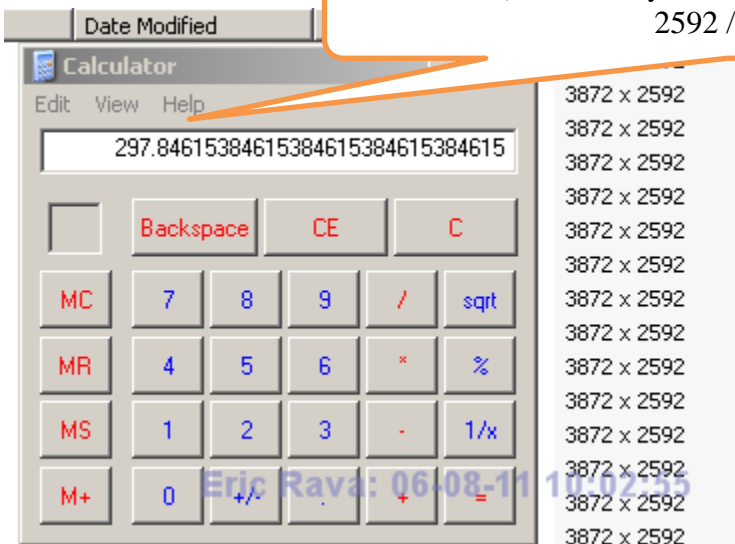 2592 /
Date Modified
Calculator
Edit View Help
297.84615384615384615384615384615
Backspace CE C
MC 7 8 9 / sqrt
MR 4 5 6 * %
MS 1 2 3 - 1/x
M+ 0 +/- . + =
3872 x 2592
3872 x 2592
3872 x 2592
3872 x 2592
3872 x 2592
3872 x 2592
3872 x 2592
3872 x 2592
3872 x 2592
3872 x 2592
3872 x 2592
3872 x 2592
3872 x 2592
3872 x 2592
Eric Rava: 06-08-11 10:02:55